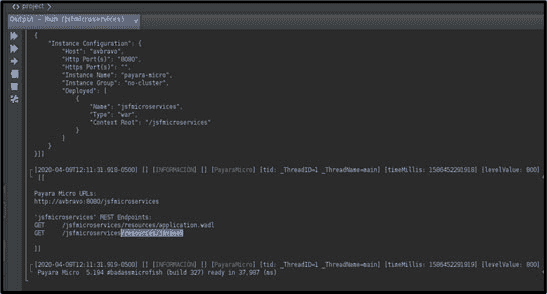 project
Output - Run (jsfmicroservices)
{
"Instance Configuration": {
"Host": "avbravo",
"Http Port(s)": "8080",
"Https Port(s)": "",
"Instance Name": "payara-micro",
"Instance Group": "no-cluster",
"Deployed": [
{
"Name": "jsfmicroservices",
"Type": "war",
"Context Root": "/jsfmicroservices"
}
]
}
}]]
[2020-04-09T12:11:31.918-0500] [] [INFORMACIÓN] [] [PayaraMicro] [tid: _ThreadID=1 _ThreadName=main] [timeMillis: 1586452291918] [levelValue: 800]
[[
Payara Micro URLs:
http://avbravo:8080/jsfmicroservices
'jsfmicroservices' REST Endpoints:
GET /jsfmicroservices/resources/application.wadl
GET /jsfmicroservices/resources/javaee8
]]
[2020-04-09T12:11:31.919-0500] [] [INFORMACIÓN] [] [PayaraMicro] [tid: _ThreadID=1 _ThreadName=main] [timeMillis: 1586452291919] [levelValue: 800]
Payara Micro 5.194 #badassmicrofish (build 327) ready in 37,987 (ms)